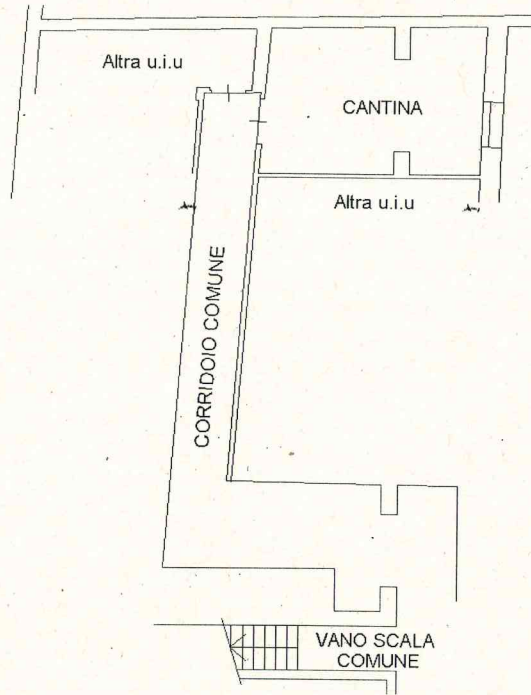 Altra u.i.u
CANTINA
Altra u.i.u
CORRIDOIO COMUNE
VANO SCALA
COMUNE